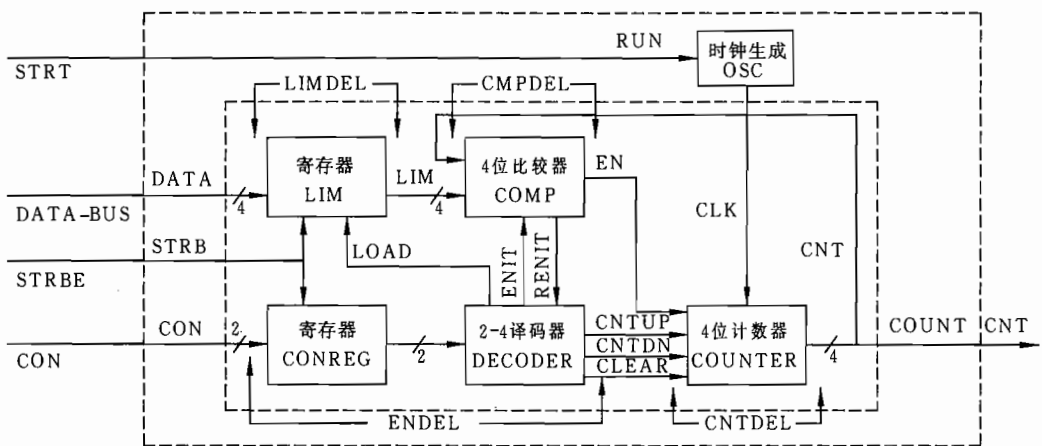 RUN
时钟生成
OSC
STRT
LIMDEL
CMPDEL
寄存器
LIM
4位比较器
COMP
EN
DATA
4
LIM
4
DATA-BUS
CLK
STRB
LOAD
ENIT
RENIT
CNT
STRBE
CON
2
寄存器
CONREG
2
2-4译码器
DECODER
CNTUP
CNTDN
CLEAR
4位计数器
COUNTER
4
COUNT
CNT
CON
ENDEL
CNTDEL